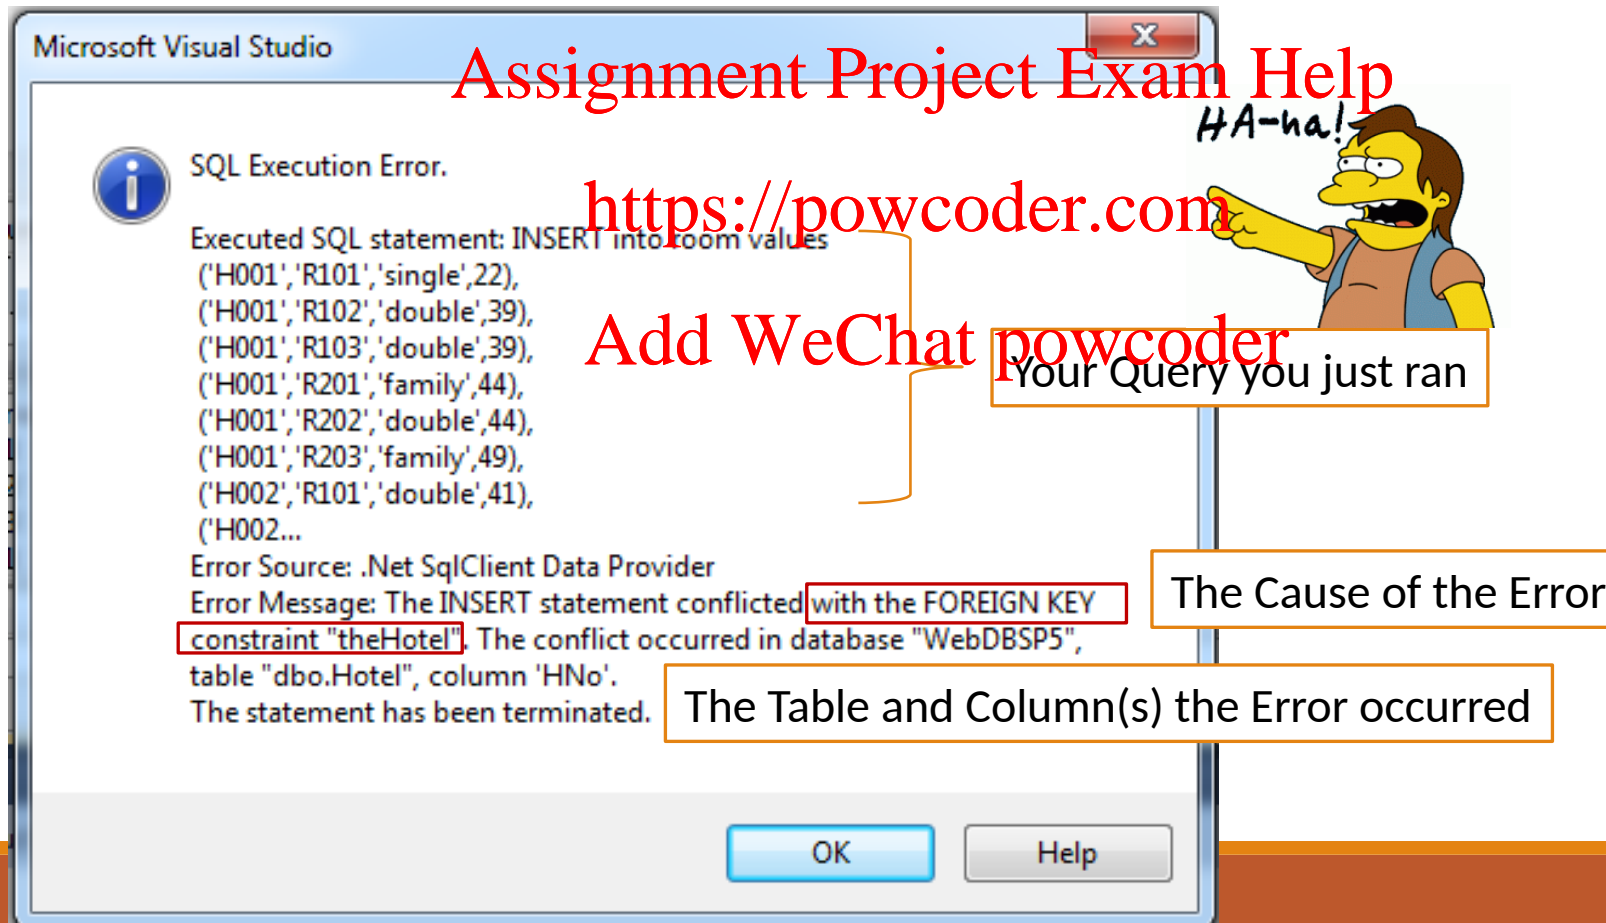 Microsoft Visual Studio
Assignment Project Exam Help
HA-ha!
SQL Execution Error.
https://powcoder.com
Executed SQL statement: INSERT into room values
('H001','R101','single',22),
('H001','R102','double',39),
('H001','R103','double',39),
Add WeChat powcoder
Your Query you just ran
('H001','R201','family',44),
('H001','R202','double',44),
('H001','R203','family',49),
('H002','R101','double',41),
('H002...
Error Source: .Net SqlClient Data Provider
The Cause of the Error
Error Message: The INSERT statement conflicted with the FOREIGN KEY
constraint "theHotel". The conflict occurred in database "WebDBSP5",
table "dbo.Hotel", column 'HNo'.
The statement has been terminated.
The Table and Column(s) the Error occurred
OK
Help